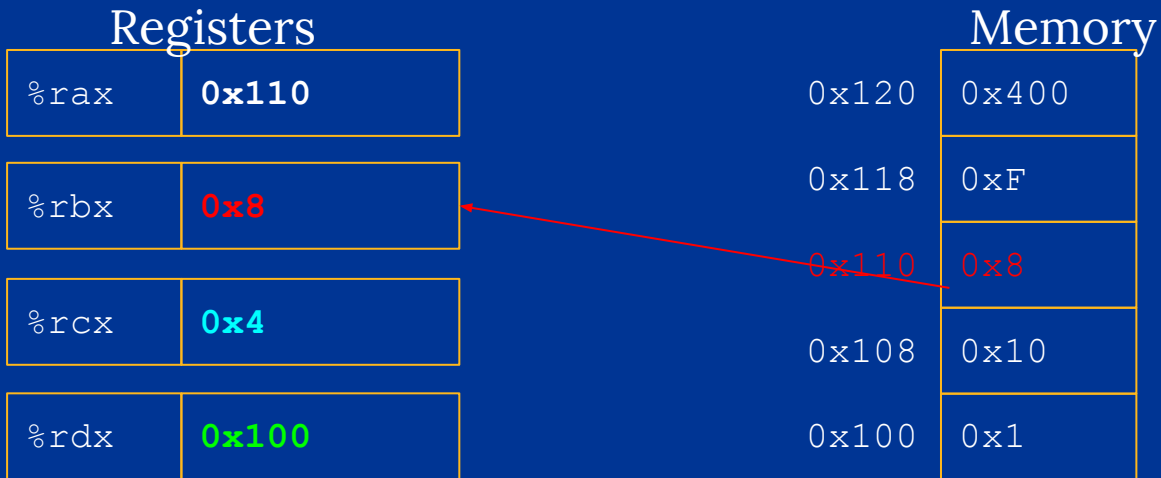 Registers Memory
%rax 0x110 0x120 0x400
0x118 0xF
%rbx 0x8
0x110 0x8
%rcx 0x4
0x108 0x10
%rdx 0x100 0x100 0x1